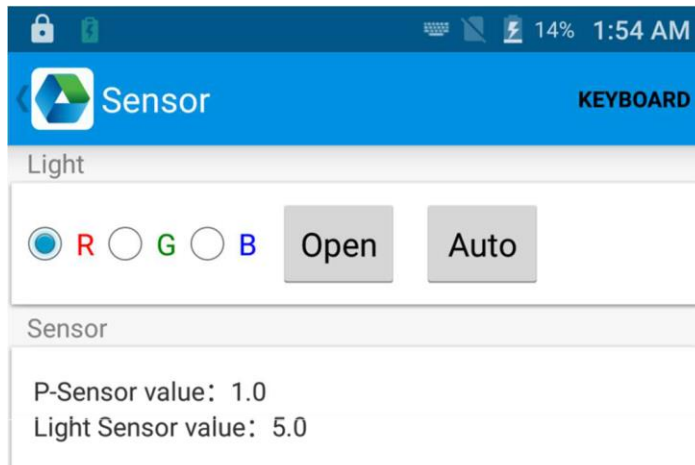 14% 1:54 AM
Sensor KEYBOARD
Light
R G B Open Auto
Sensor
P-Sensor value：1.0
Light Sensor value：5.0